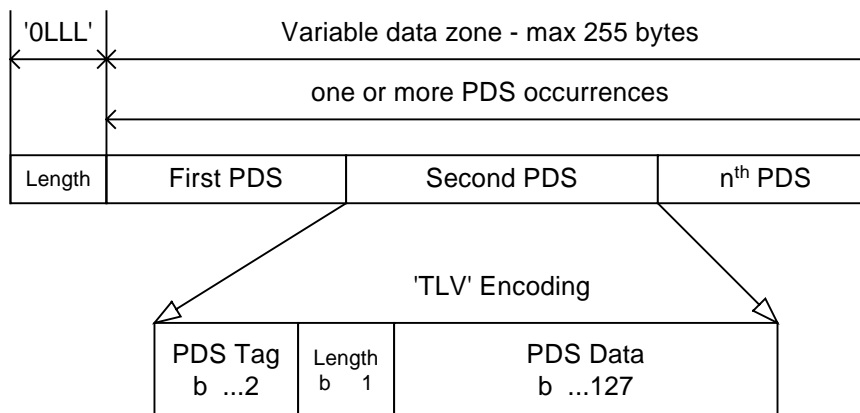 '0LLL' Variable data zone - max 255 bytes
one or more PDS occurrences
Length First PDS Second PDS nth PDS
'TLV' Encoding
PDS Tag Length PDS Data
b ...2 b 1 b ...127